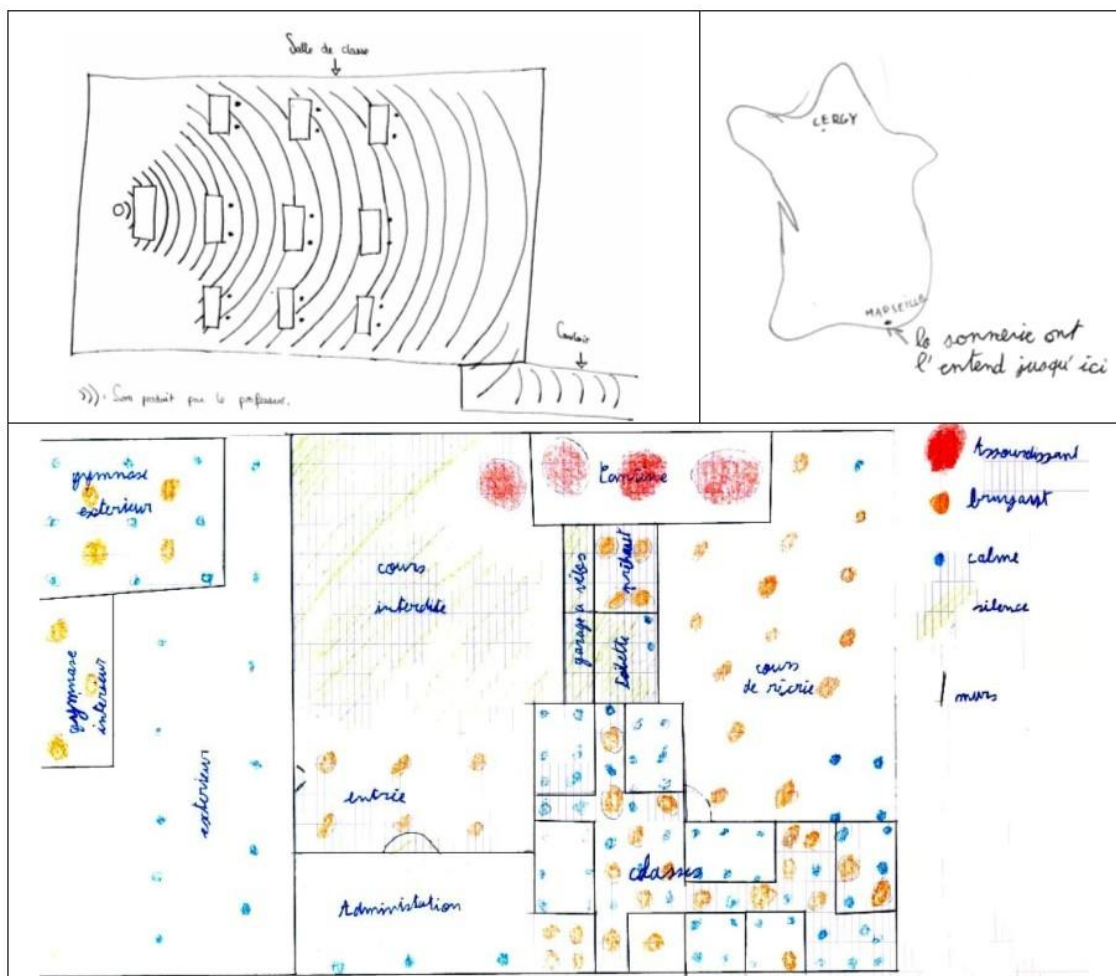 Salle de classe
Couloir
))) = Son produit par le professeur.
CERGY
MARSEILLE
la sonnerie ont
l'entend jusqu'ici
gymnase
exterieur
gymnase
interieur
exterieur
cours
interdite
entrée
Administration
Cantine
garage a vélos
préhaut
toilette
cours
de récrie
classes
Assourdissant
bruyant
calme
silence
murs